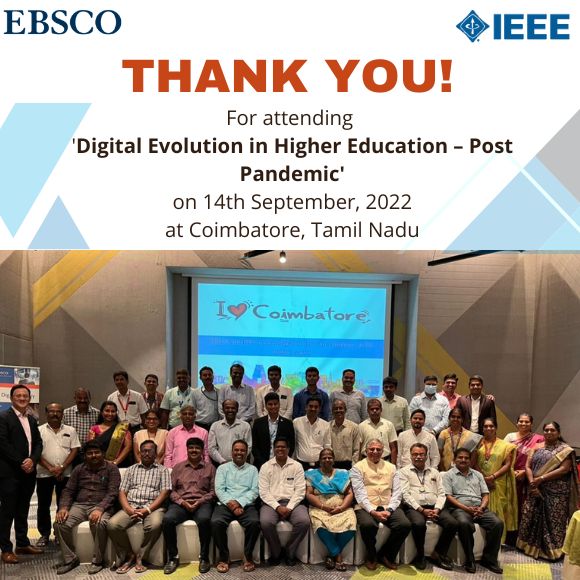 EBSCO
IEEE
THANK YOU!
For attending
'Digital Evolution in Higher Education – Post
Pandemic'
on 14th September, 2022
at Coimbatore, Tamil Nadu
I Coimbatore